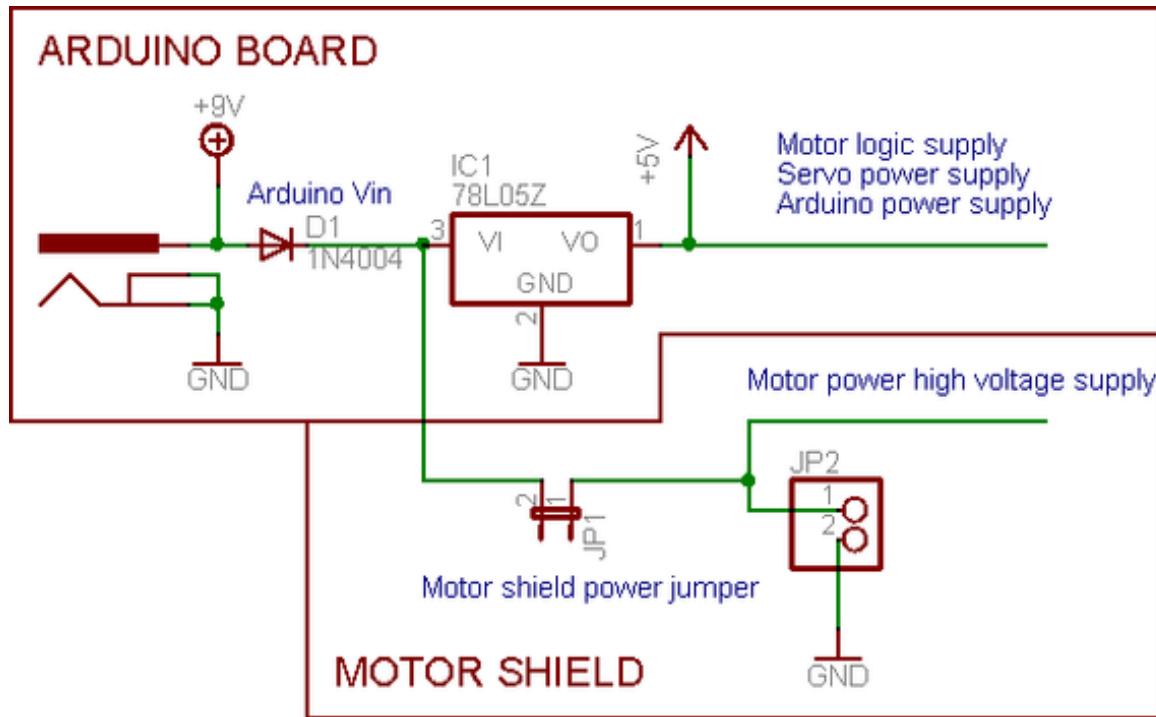 ARDUINO BOARD
+9V
Arduino Vin
D1
1N4004
IC1
78L05Z
3
VI
VO
1
GND
2
+5V
Motor logic supply
Servo power supply
Arduino power supply
GND
GND
Motor power high voltage supply
JP2
1
2
2
1
JP1
Motor shield power jumper
MOTOR SHIELD
GND